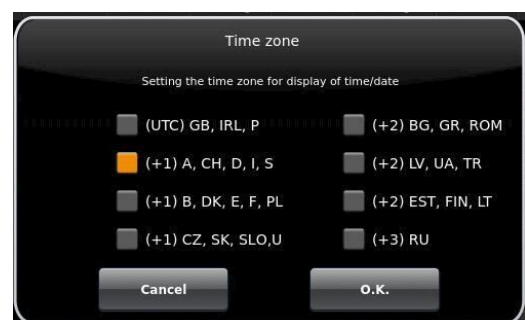 Time zone
Setting the time zone for display of time/date
(UTC) GB, IRL, P
(+2) BG, GR, ROM
(+1) A, CH, D, I, S
(+2) LV, UA, TR
(+1) B, DK, E, F, PL
(+2) EST, FIN, LT
(+1) CZ, SK, SLO,U
(+3) RU
Cancel
O.K.